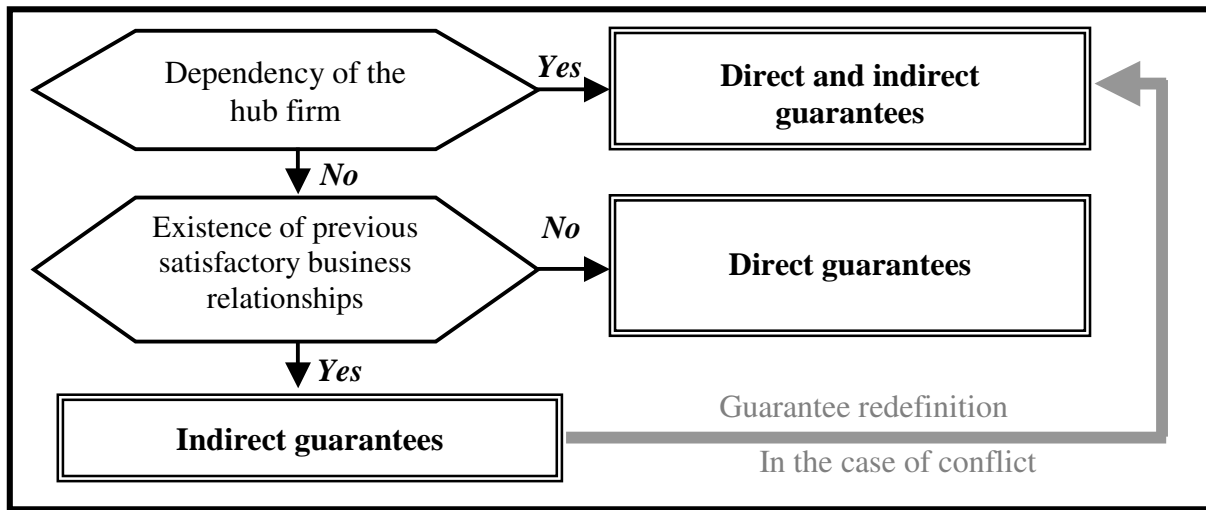 Dependency of the
hub firm
Yes
Direct and indirect
guarantees
No
Existence of previous
satisfactory business
relationships
No
Direct guarantees
Yes
Indirect guarantees
Guarantee redefinition
In the case of conflict